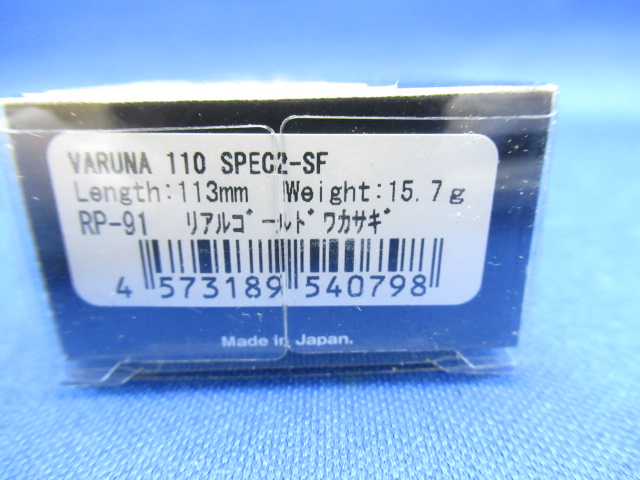 VARUNA 110 SPEC2-SF
Length:113mm Weight:15.7g
RP-91 ﾘｱﾙｺﾞｰﾙﾄﾞﾜｶｻｷﾞ
4 573189 540798
Made in Japan.